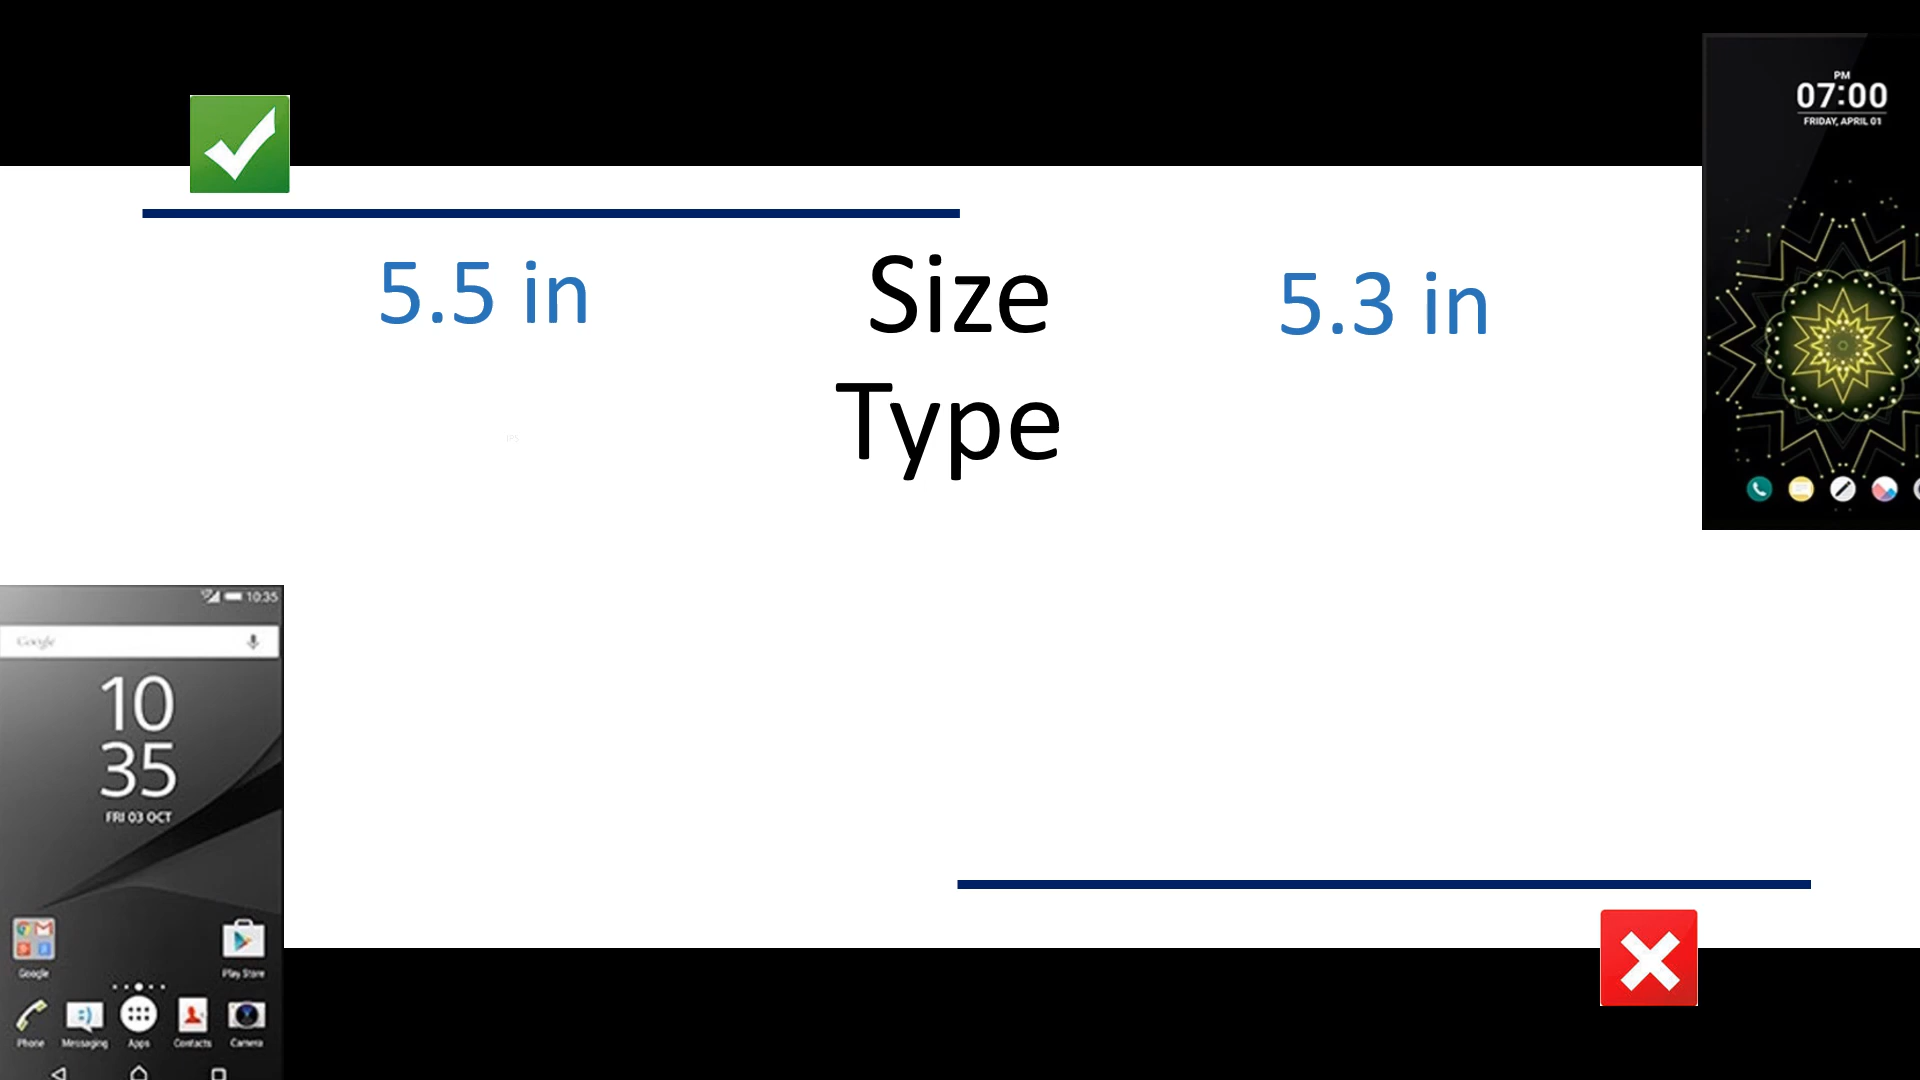 PM
07:00
FRIDAY, APRIL 01
5.5 in
Size
5.3 in
Type
IPS
10:35
Google
10
35
FRI 03 OCT
Google
Play Store
Phone
Messaging
Apps
Contacts
Camera